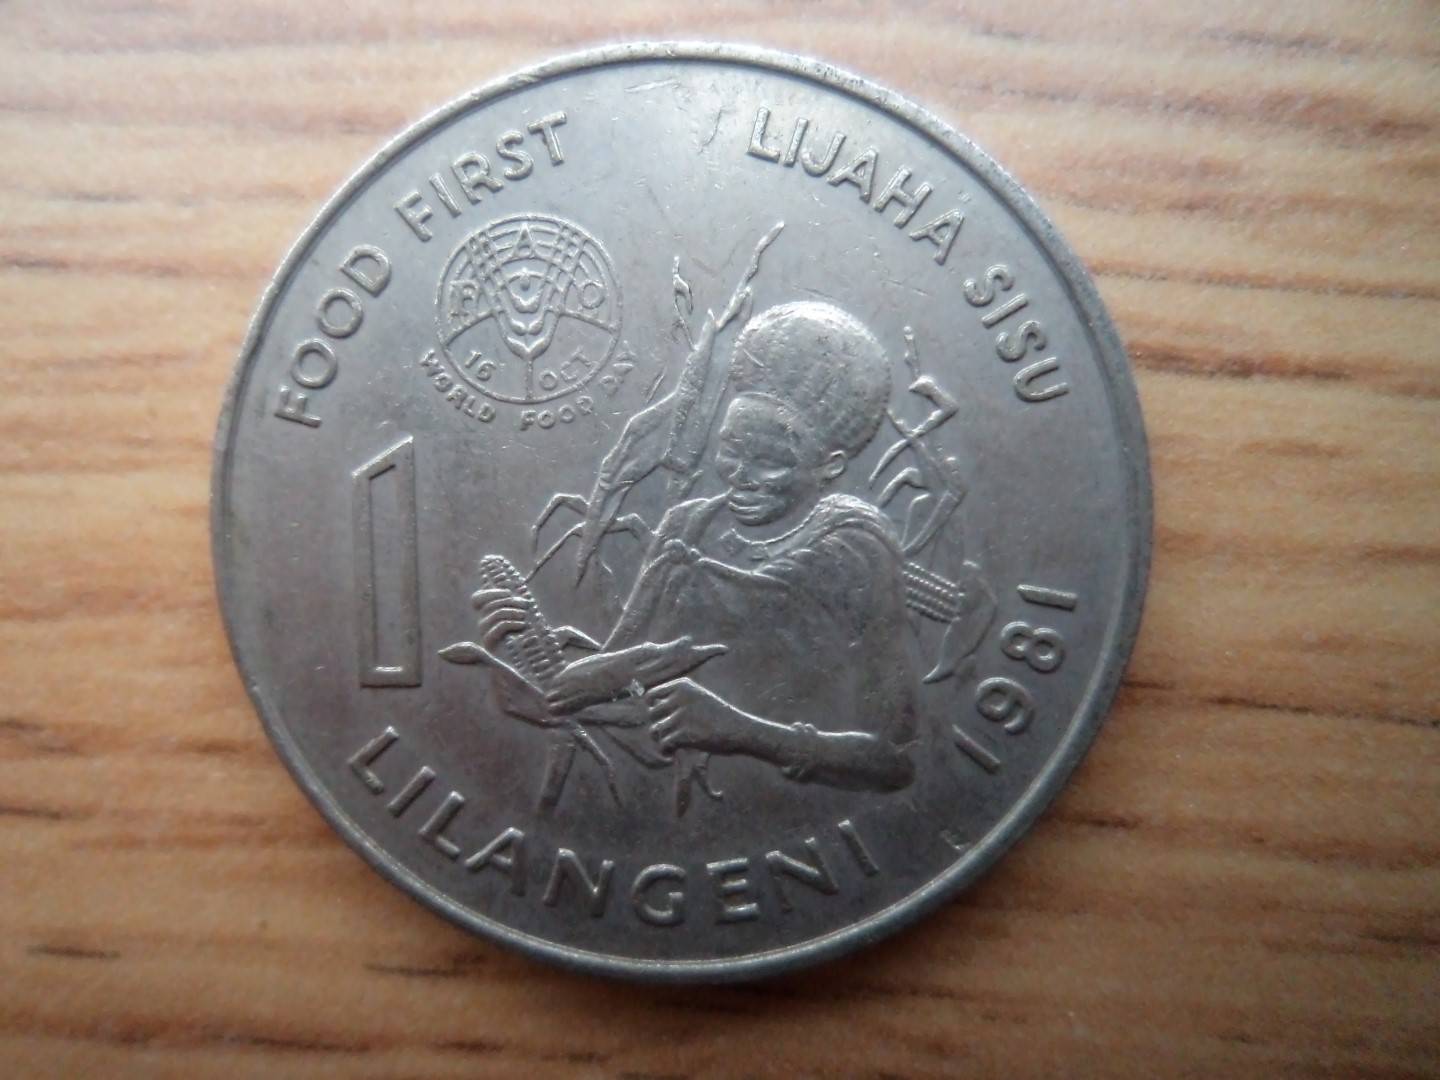 FOOD FIRST
LIJAHA SISU
F A O
16 OCT
WORLD FOOD DAY
1
LILANGENI
1981